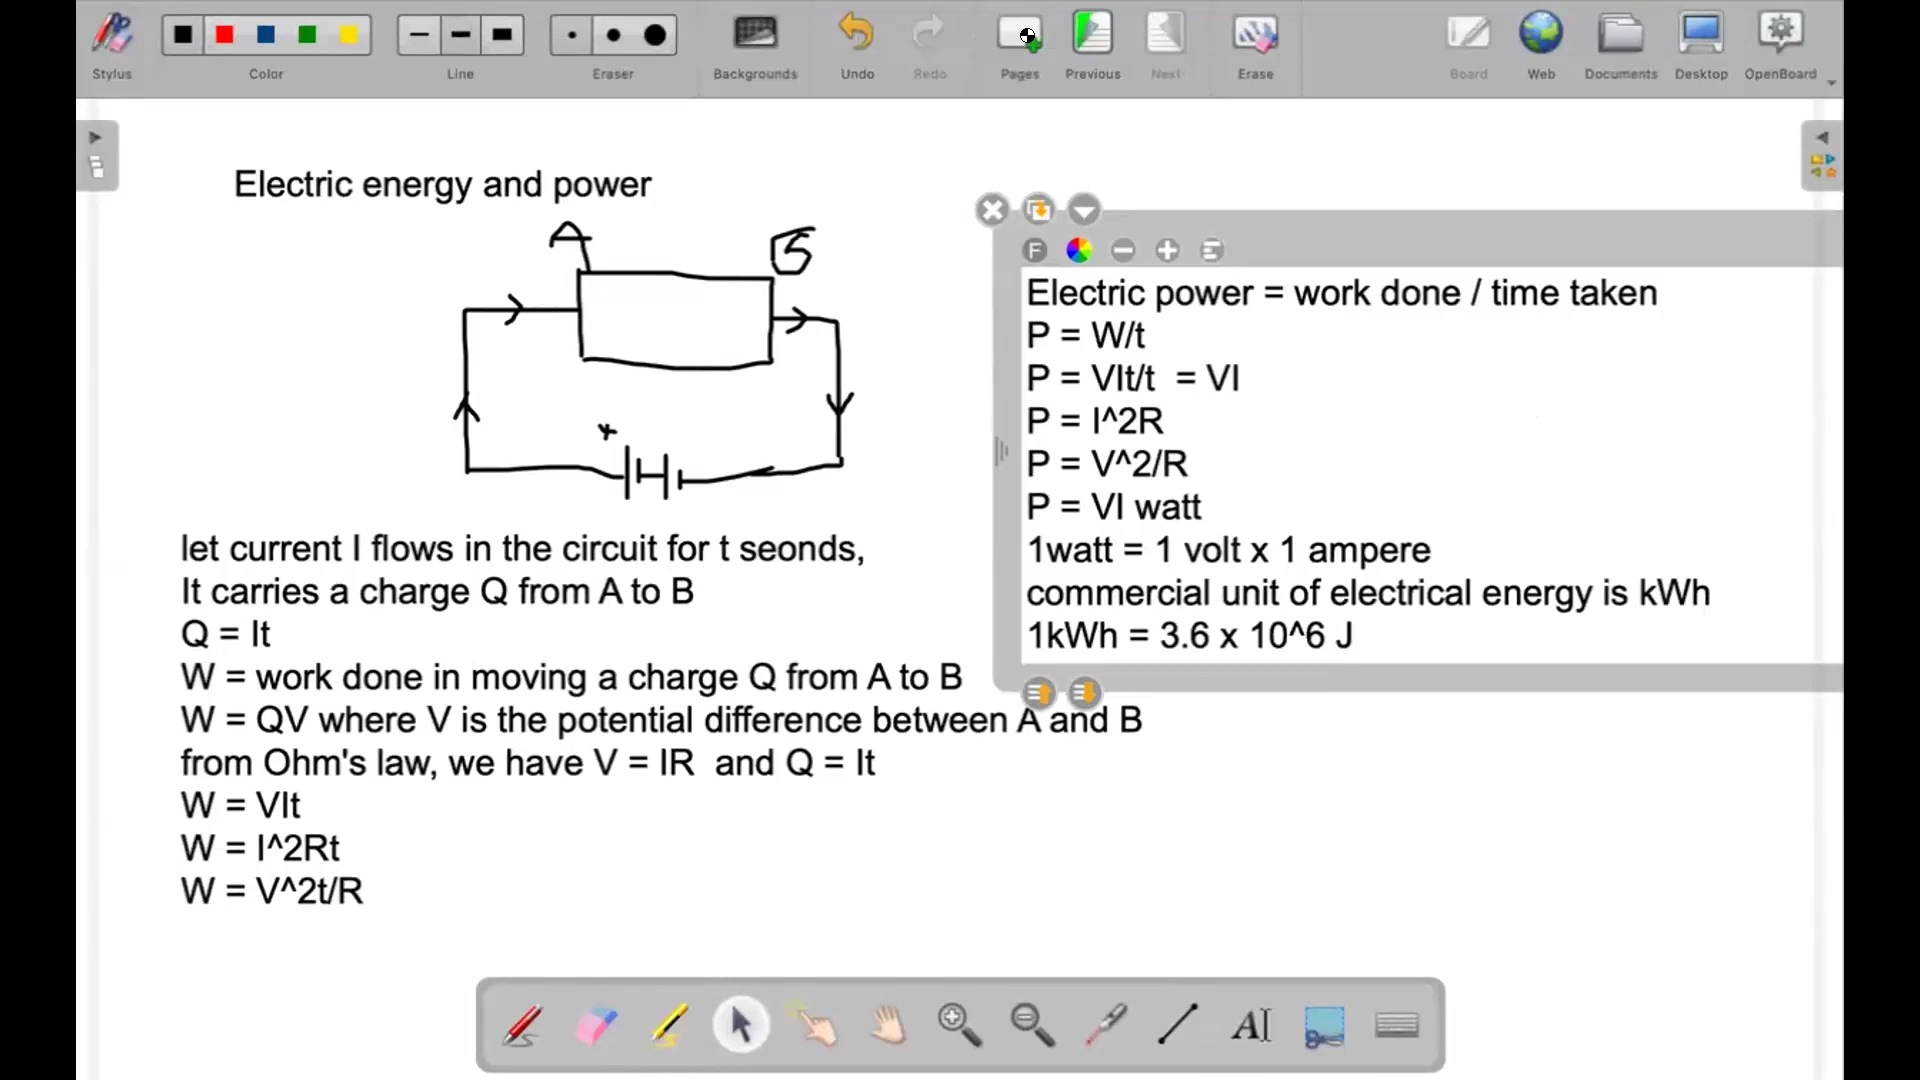 Stylus
Color
Line
Eraser
Backgrounds
Undo
Redo
Pages
Previous
Next
Erase
Board
Web
Documents
Desktop
OpenBoard
Electric energy and power
A
B
let current I flows in the circuit for t seonds,
It carries a charge Q from A to B
Q = It
W = work done in moving a charge Q from A to B
W = QV where V is the potential difference between A and B
from Ohm's law, we have V = IR  and Q = It
W = VIt
W = I^2Rt
W = V^2t/R
F
Electric power = work done / time taken
P = W/t
P = VIt/t  = VI
P = I^2R
P = V^2/R
P = VI watt
1watt = 1 volt x 1 ampere
commercial unit of electrical energy is kWh
1kWh = 3.6 x 10^6 J
AI